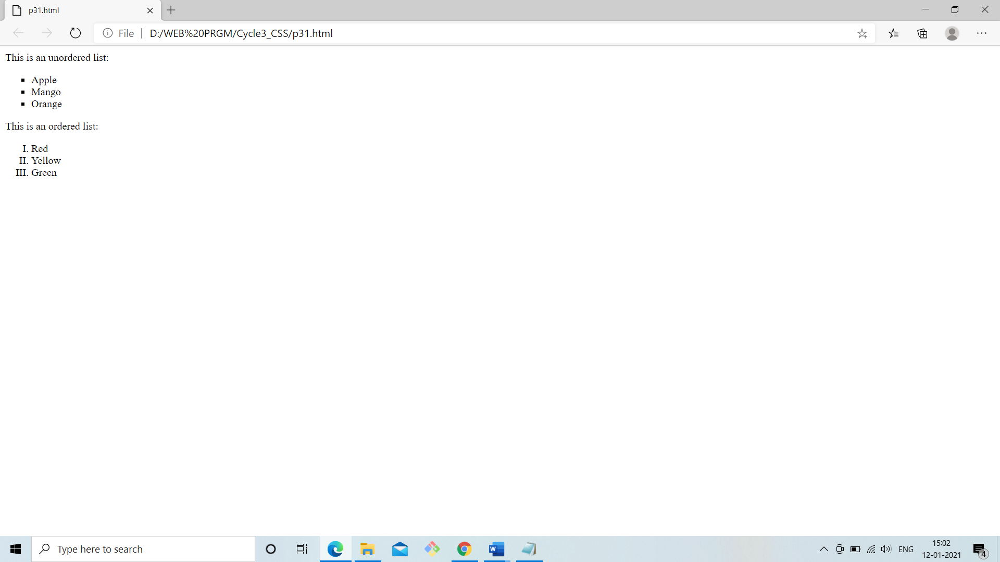 p31.html
File | D:/WEB%20PRGM/Cycle3_CSS/p31.html
This is an unordered list:
▪ Apple
▪ Mango
▪ Orange
This is an ordered list:
I. Red
II. Yellow
III. Green
Type here to search
W
ENG
15:02
12-01-2021
4